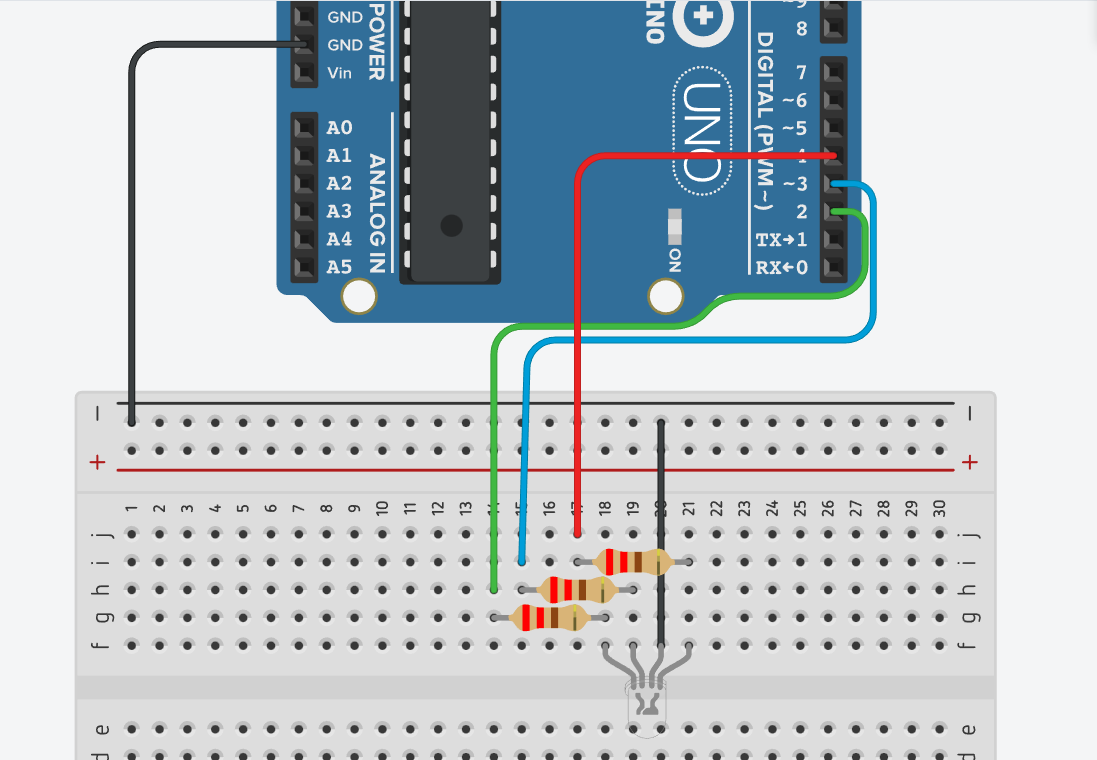 GND
GND
Vin
POWER
A0
A1
A2
A3
A4
A5
ANALOG IN
UNO
ON
DIGITAL (PWM~)
8
7
~6
~5
~3
2
TX→1
RX←0
−
−
+
+
1 2 3 4 5 6 7 8 9 10 11 12 13 14 15 16 17 18 19 20 21 22 23 24 25 26 27 28 29 30
j
j
i
i
h
h
g
g
f
f
e
e